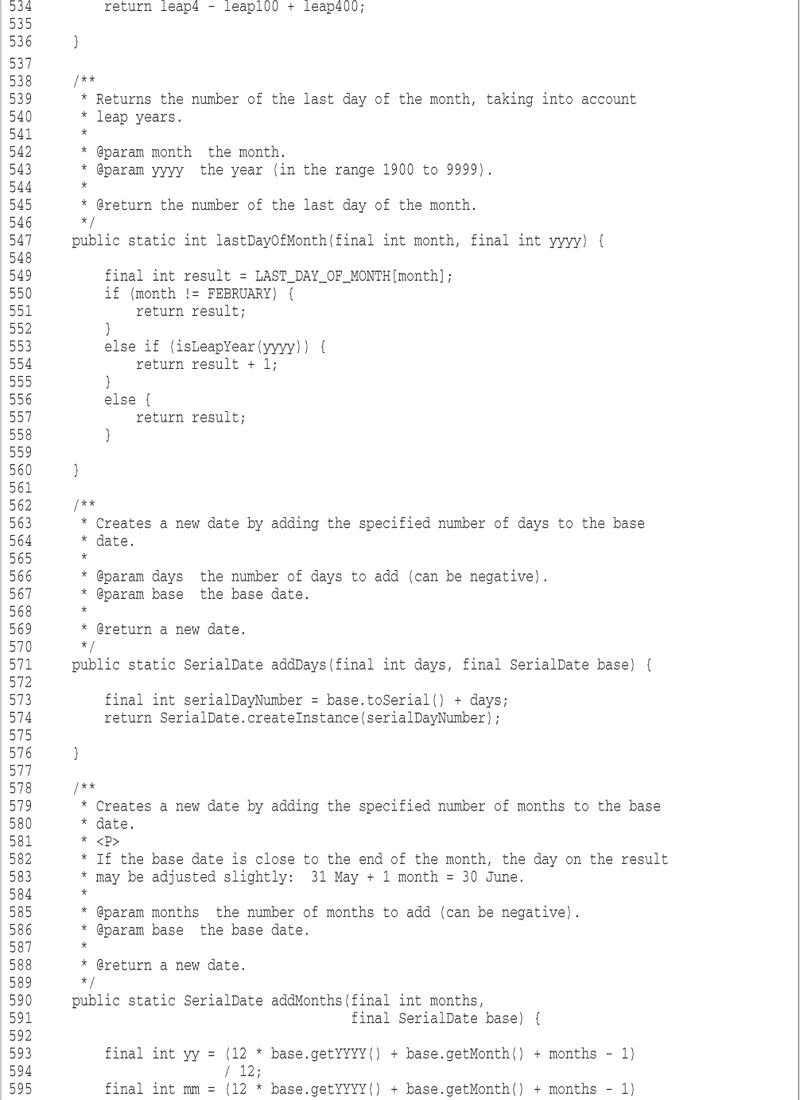 534         return leap4 - leap100 + leap400;
535
536     }
537
538     /**
539      * Returns the number of the last day of the month, taking into account
540      * leap years.
541      *
542      * @param month  the month.
543      * @param yyyy  the year (in the range 1900 to 9999).
544      *
545      * @return the number of the last day of the month.
546      */
547     public static int lastDayOfMonth(final int month, final int yyyy) {
548
549         final int result = LAST_DAY_OF_MONTH[month];
550         if (month != FEBRUARY) {
551             return result;
552         }
553         else if (isLeapYear(yyyy)) {
554             return result + 1;
555         }
556         else {
557             return result;
558         }
559
560     }
561
562     /**
563      * Creates a new date by adding the specified number of days to the base
564      * date.
565      *
566      * @param days  the number of days to add (can be negative).
567      * @param base  the base date.
568      *
569      * @return a new date.
570      */
571     public static SerialDate addDays(final int days, final SerialDate base) {
572
573         final int serialDayNumber = base.toSerial() + days;
574         return SerialDate.createInstance(serialDayNumber);
575
576     }
577
578     /**
579      * Creates a new date by adding the specified number of months to the base
580      * date.
581      * <P>
582      * If the base date is close to the end of the month, the day on the result
583      * may be adjusted slightly:  31 May + 1 month = 30 June.
584      *
585      * @param months  the number of months to add (can be negative).
586      * @param base  the base date.
587      *
588      * @return a new date.
589      */
590     public static SerialDate addMonths(final int months,
591                                        final SerialDate base) {
592
593         final int yy = (12 * base.getYYYY() + base.getMonth() + months - 1)
594                        / 12;
595         final int mm = (12 * base.getYYYY() + base.getMonth() + months - 1)